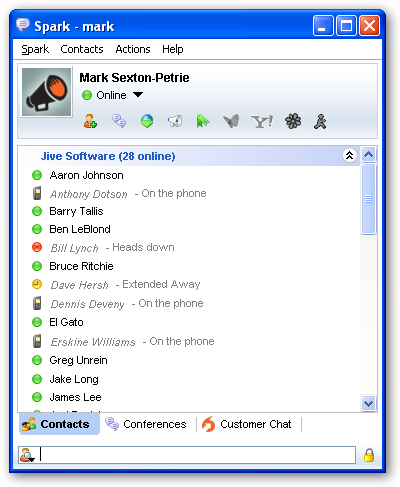 Spark - mark
Spark Contacts Actions Help
Mark Sexton-Petrie
Online
Y!
Jive Software (28 online)
Aaron Johnson
Anthony Dotson - On the phone
Barry Tallis
Ben LeBlond
Bill Lynch - Heads down
Bruce Ritchie
Dave Hersh - Extended Away
Dennis Deveny - On the phone
El Gato
Erskine Williams - On the phone
Greg Unrein
Jake Long
James Lee
Contacts Conferences Customer Chat